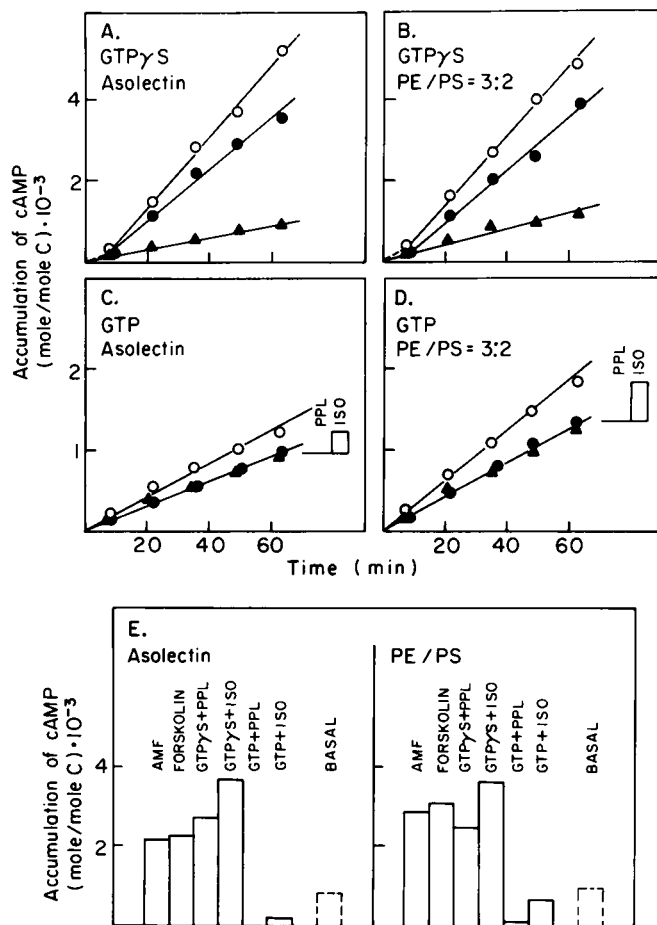 A.
GTPγS
Asolectin
B.
GTPγS
PE/PS = 3:2
4
2
Accumulation of cAMP
(mole/mole C)·10⁻³
C.
GTP
Asolectin
PPL
ISO
D.
GTP
PE/PS = 3:2
PPL
ISO
2
1
20 40 60
20 40 60
Time (min)
E.
Asolectin
PE/PS
Accumulation of cAMP
(mole/mole C)·10⁻³
4
2
AMF
FORSKOLIN
GTPγS+PPL
GTPγS+ISO
GTP+PPL
GTP+ISO
BASAL
AMF
FORSKOLIN
GTPγS+PPL
GTPγS+ISO
GTP+PPL
GTP+ISO
BASAL